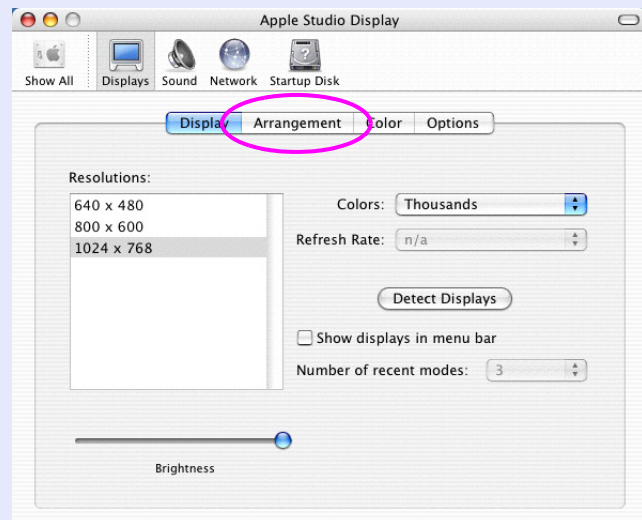 Apple Studio Display
Show All Displays Sound Network Startup Disk
Display Arrangement Color Options
Resolutions:
640 x 480
800 x 600
1024 x 768
Colors: Thousands
Refresh Rate: n/a
Detect Displays
Show displays in menu bar
Number of recent modes: 3
Brightness